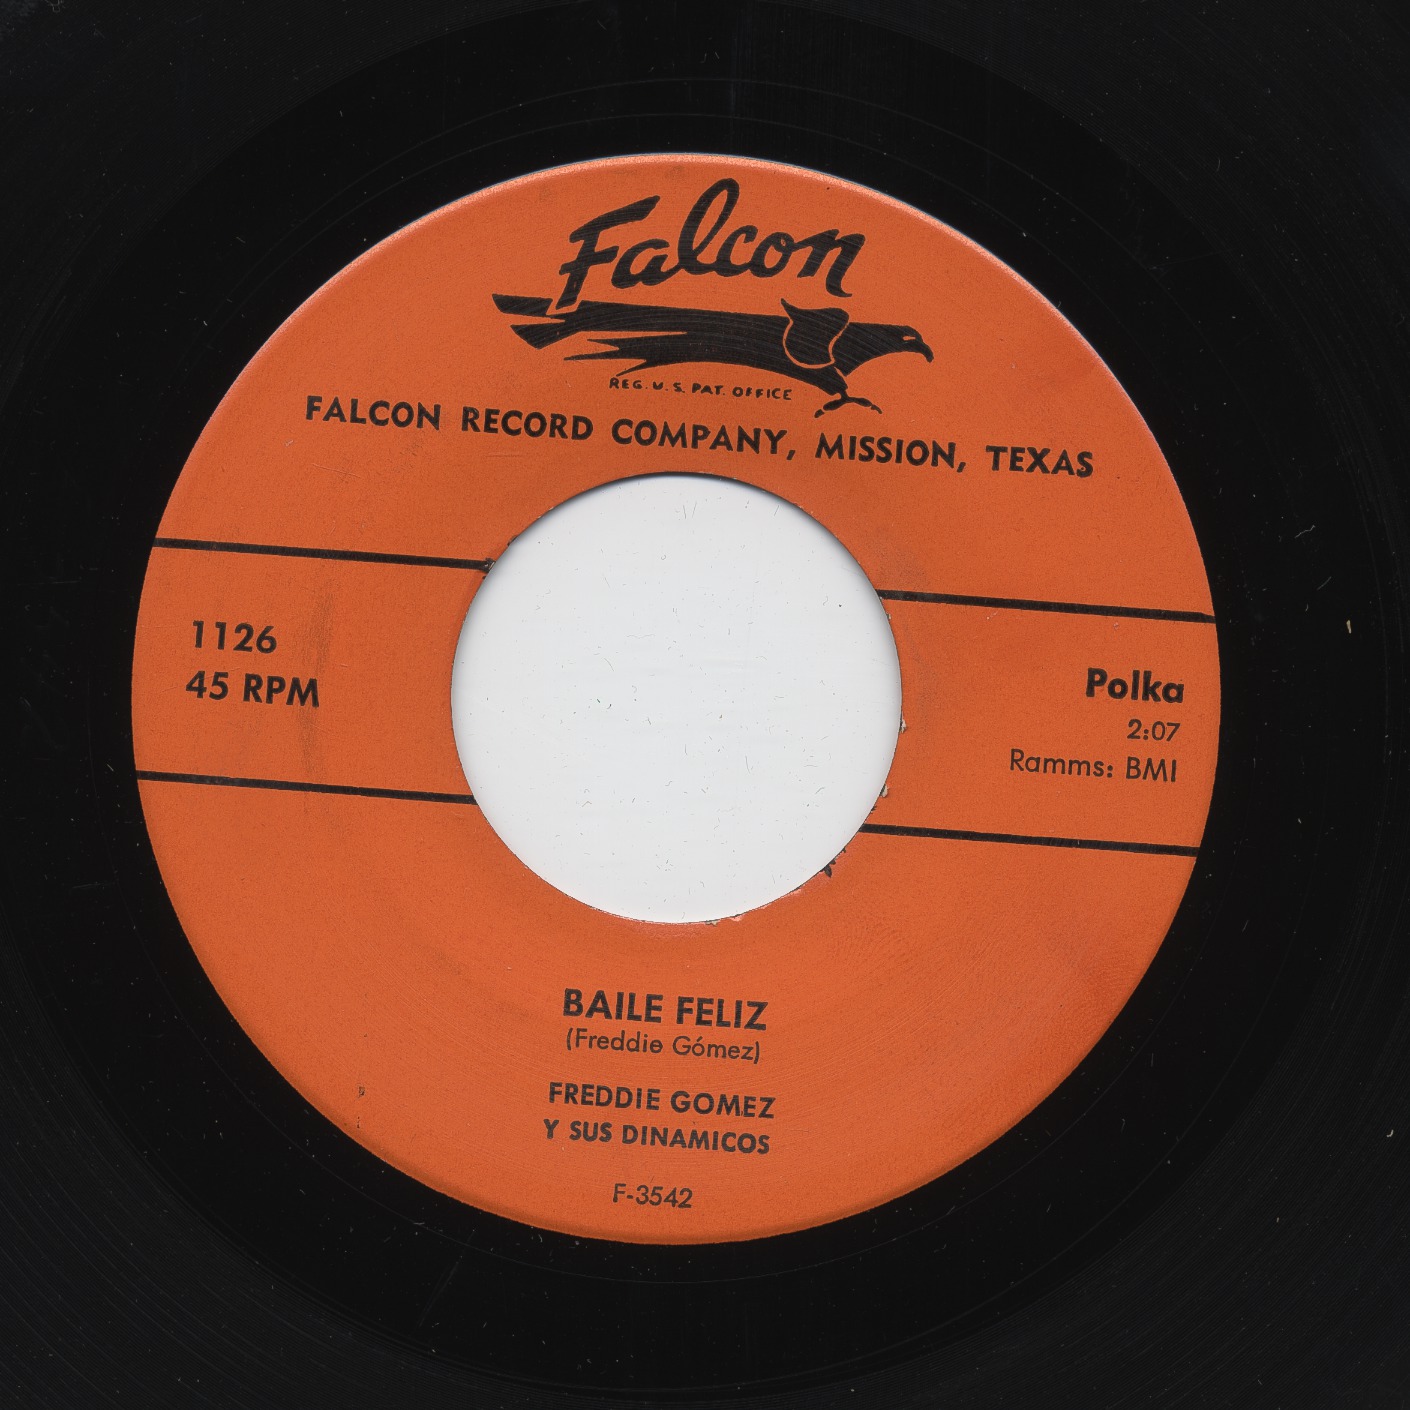 Falcon
REG. U. S. PAT. OFFICE
FALCON RECORD COMPANY, MISSION, TEXAS
1126
45 RPM
Polka
2:07
Ramms: BMI
BAILE FELIZ
(Freddie Gómez)
FREDDIE GOMEZ
Y SUS DINAMICOS
F-3542